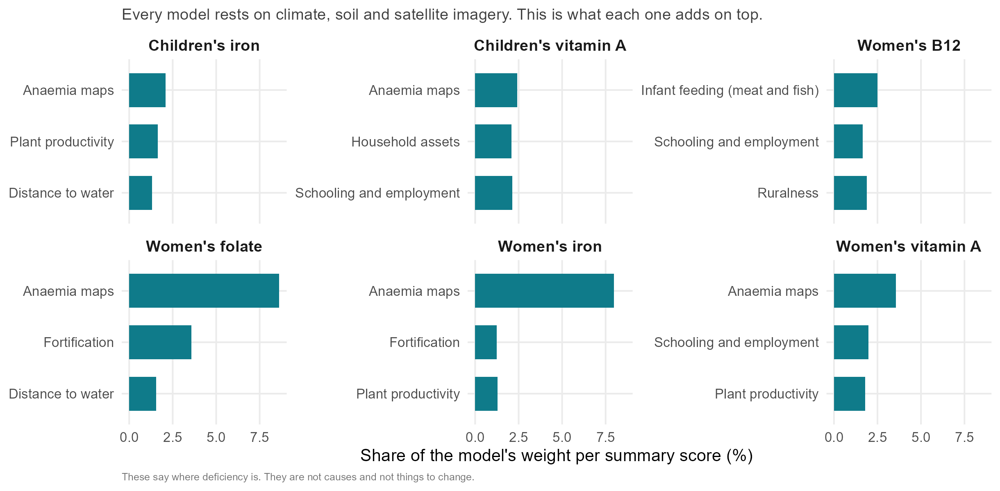 Every model rests on climate, soil and satellite imagery. This is what each one adds on top.
Children's iron
Anaemia maps
Plant productivity
Distance to water
Children's vitamin A
Anaemia maps
Household assets
Schooling and employment
Women's B12
Infant feeding (meat and fish)
Schooling and employment
Ruralness
Women's folate
Anaemia maps
Fortification
Distance to water
0.0 2.5 5.0 7.5
Women's iron
Anaemia maps
Fortification
Plant productivity
0.0 2.5 5.0 7.5
Women's vitamin A
Anaemia maps
Schooling and employment
Plant productivity
0.0 2.5 5.0 7.5
Share of the model's weight per summary score (%)
These say where deficiency is. They are not causes and not things to change.